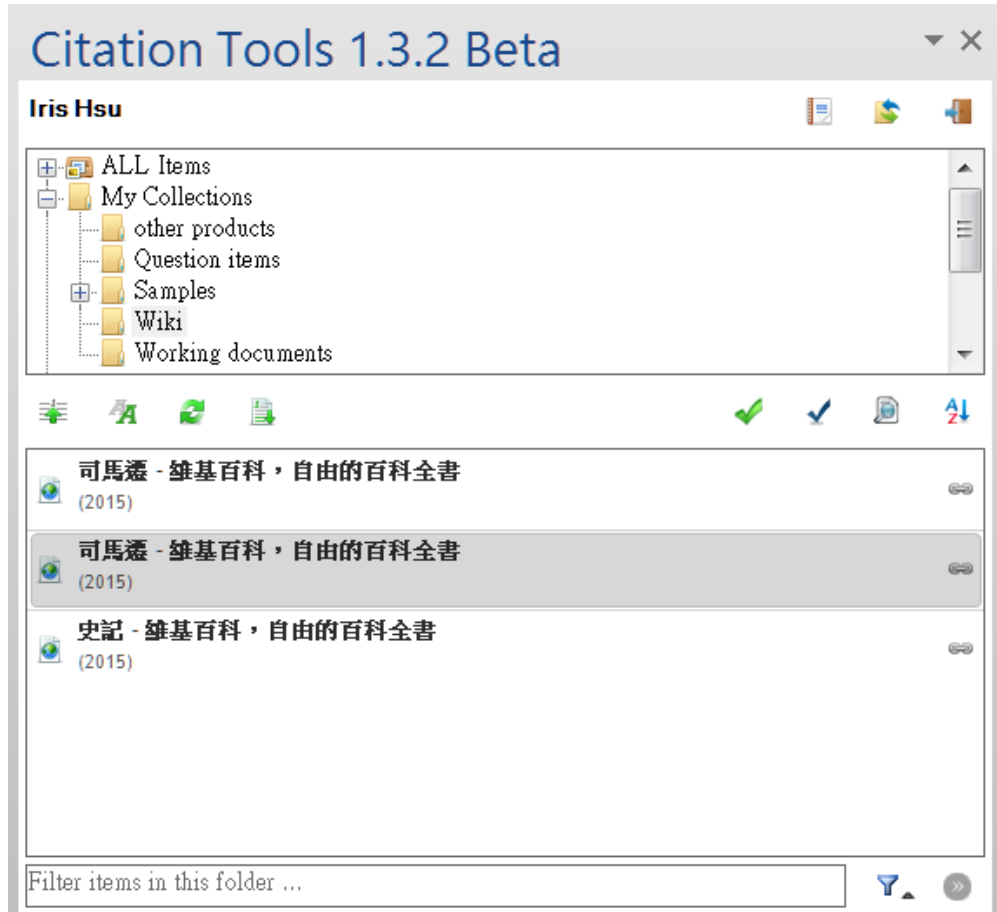 Citation Tools 1.3.2 Beta
Iris Hsu
ALL Items
My Collections
other products
Question items
Samples
Wiki
Working documents
司馬遷 - 維基百科，自由的百科全書
(2015)
司馬遷 - 維基百科，自由的百科全書
(2015)
史記 - 維基百科，自由的百科全書
(2015)
Filter items in this folder ...